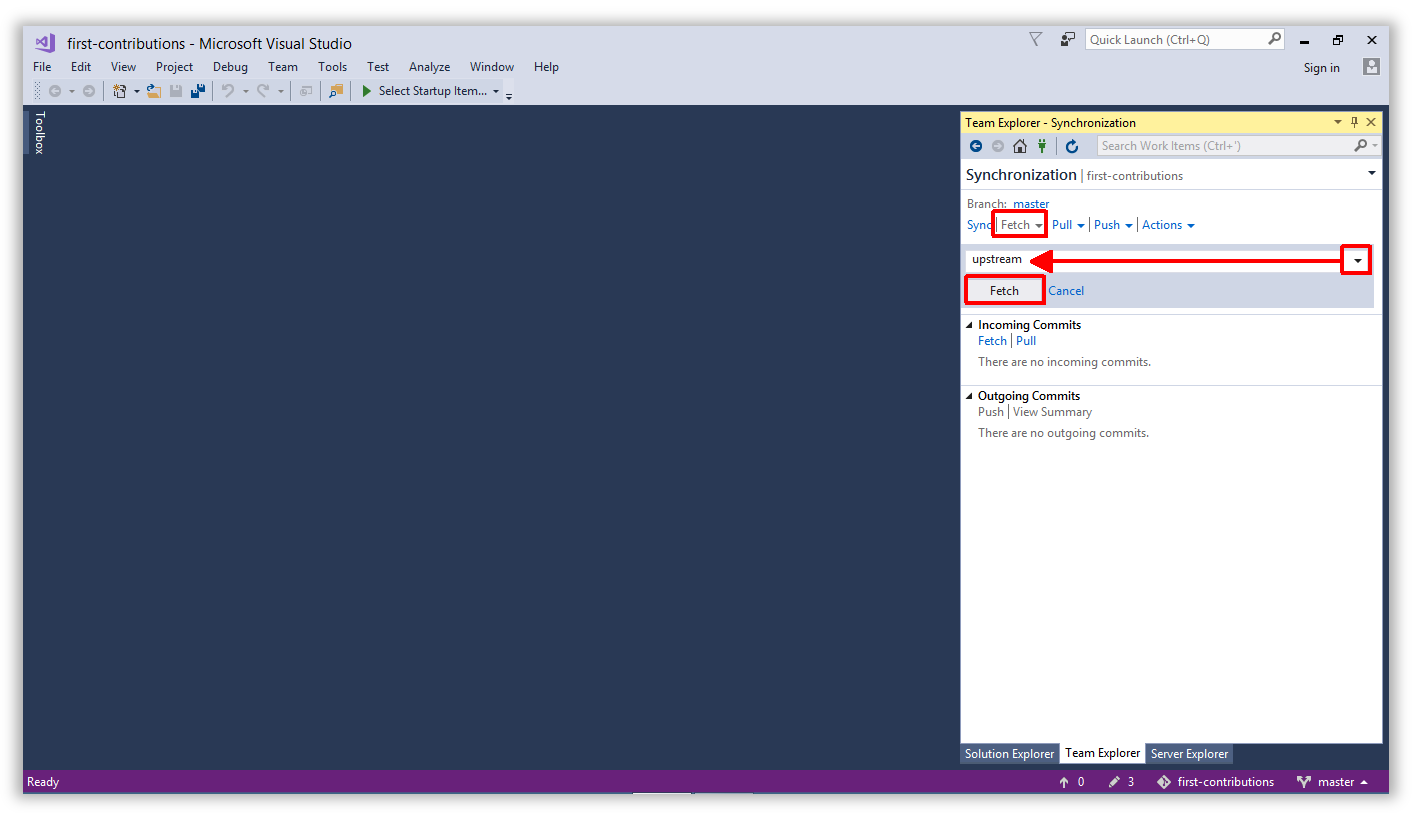 first-contributions - Microsoft Visual Studio
Quick Launch (Ctrl+Q)
File Edit View Project Debug Team Tools Test Analyze Window Help
Sign in
Select Startup Item...
Toolbox
Team Explorer - Synchronization
Search Work Items (Ctrl+')
Synchronization | first-contributions
Branch: master
Sync | Fetch | Pull | Push | Actions
upstream
Fetch Cancel
Incoming Commits
Fetch | Pull
There are no incoming commits.
Outgoing Commits
Push | View Summary
There are no outgoing commits.
Solution Explorer Team Explorer Server Explorer
Ready 0 3 first-contributions master